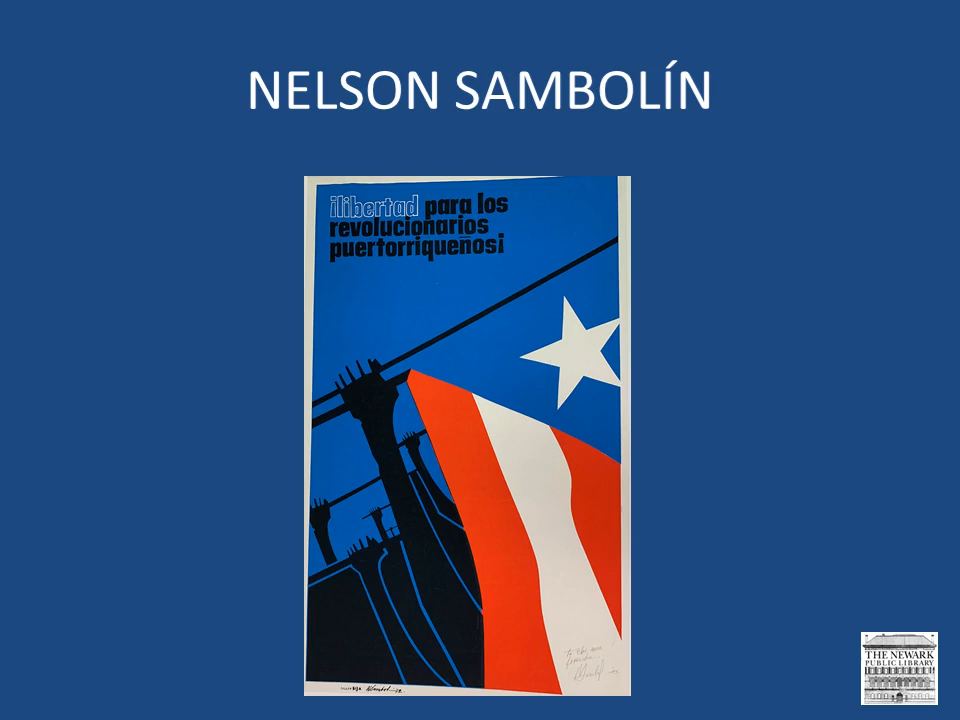 NELSON SAMBOLÍN
¡libertad para los
revolucionarios
puertorriqueños¡
THE NEWARK
PUBLIC LIBRARY